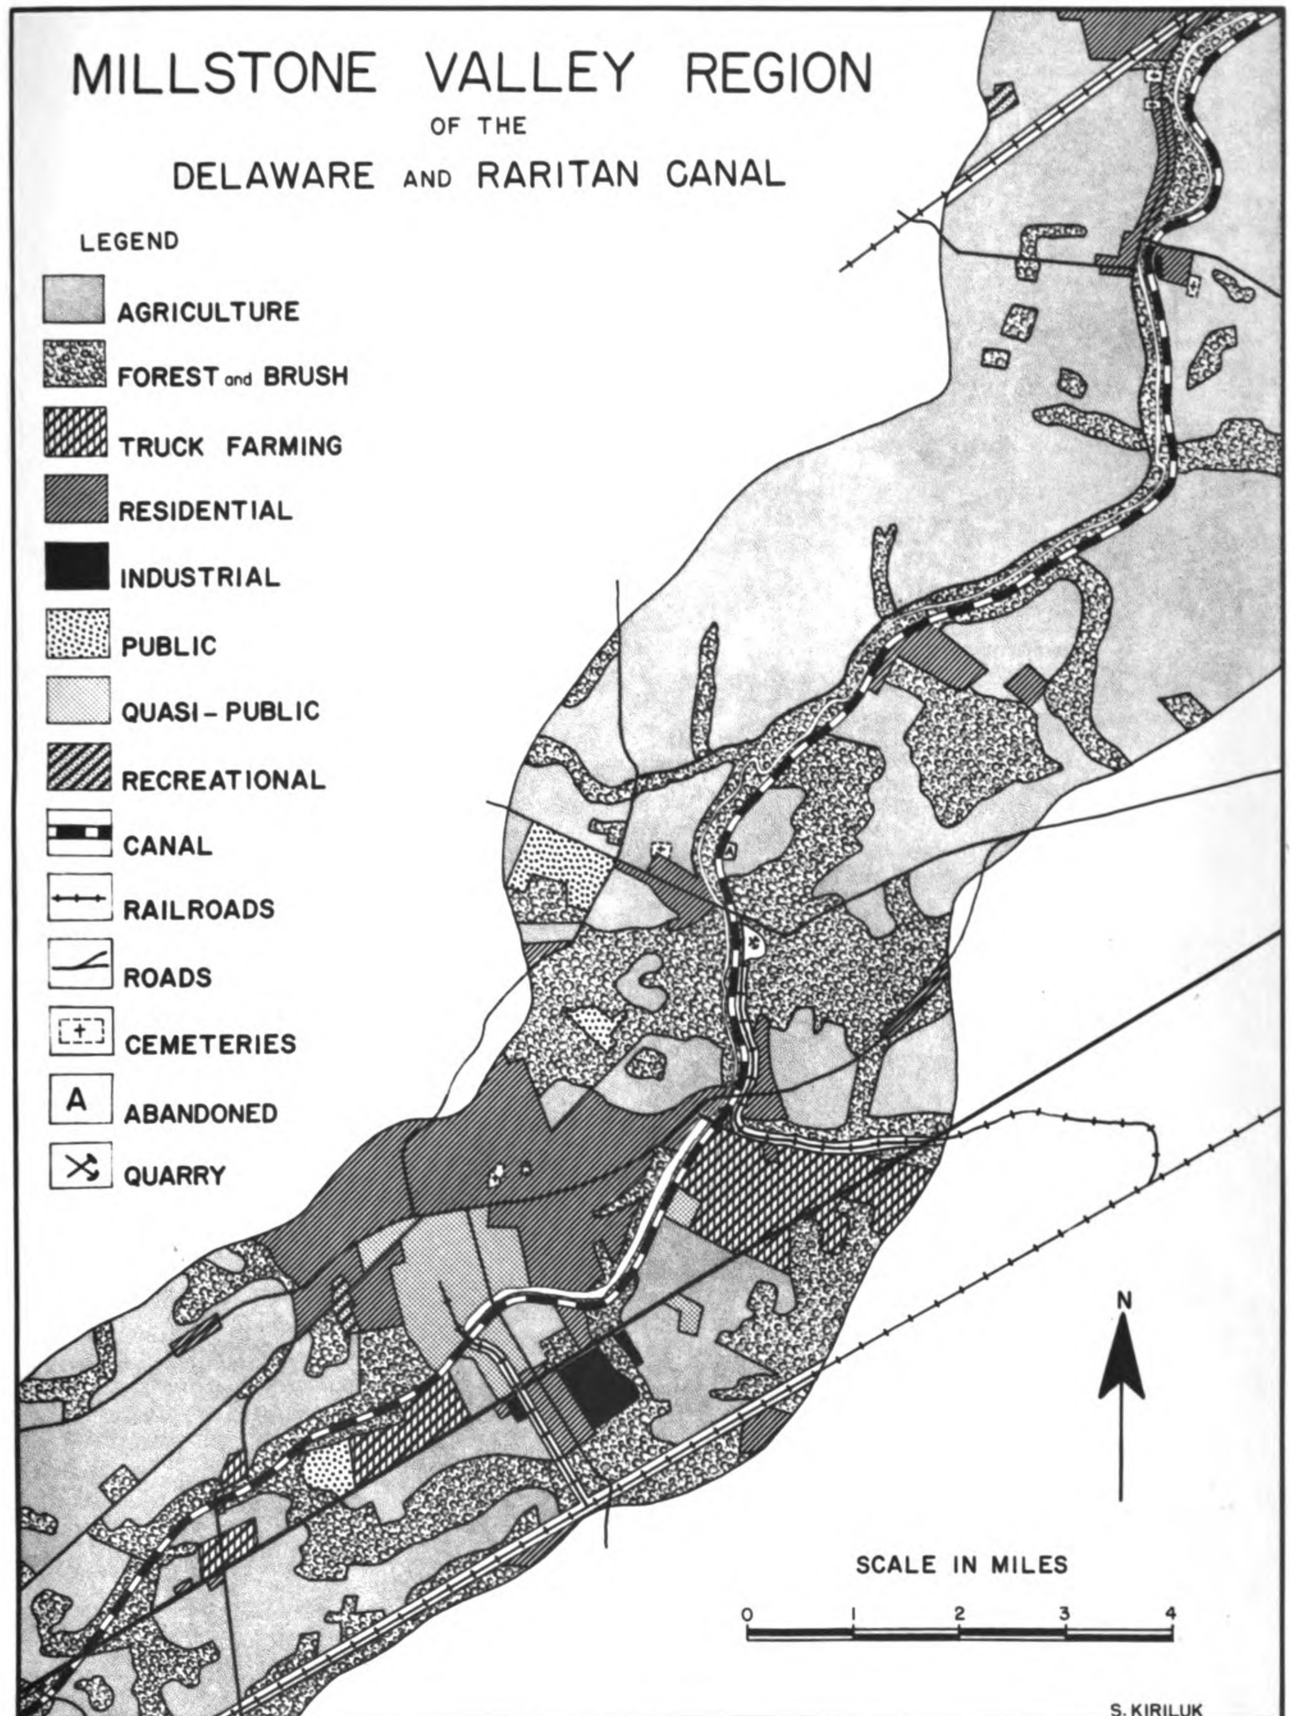 MILLSTONE VALLEY REGION
OF THE
DELAWARE AND RARITAN CANAL
LEGEND
AGRICULTURE
FOREST and BRUSH
TRUCK FARMING
RESIDENTIAL
INDUSTRIAL
PUBLIC
QUASI-PUBLIC
RECREATIONAL
CANAL
RAILROADS
ROADS
CEMETERIES
A ABANDONED
QUARRY
A
N
SCALE IN MILES
0 1 2 3 4
S. KIRILUK